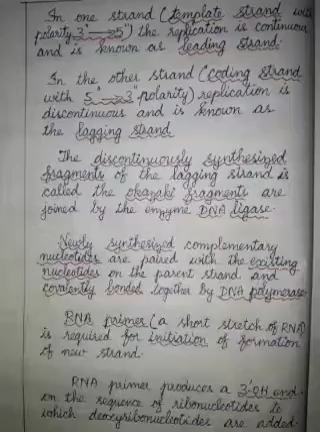 In one strand (template strand with
polarity 3'→5') the replication is continuous
and is known as leading strand.
In the other strand (coding strand
with 5'→3' polarity) replication is
discontinuous and is known as
the lagging strand
The discontinuously synthesized
fragments of the lagging strand is
called the okazaki fragments are
joined by the enzyme DNA ligase.
Newly synthesized complementary
nucleotides are paired with the existing
nucleotides on the parent strand and
covalently bonded together by DNA polymerase
RNA primer (a short stretch of RNA)
is required for initiation of formation
of new strand.
RNA primer produces a 3'-OH end
on the sequence of ribonucleotides to
which deoxyribonucleotides are added.